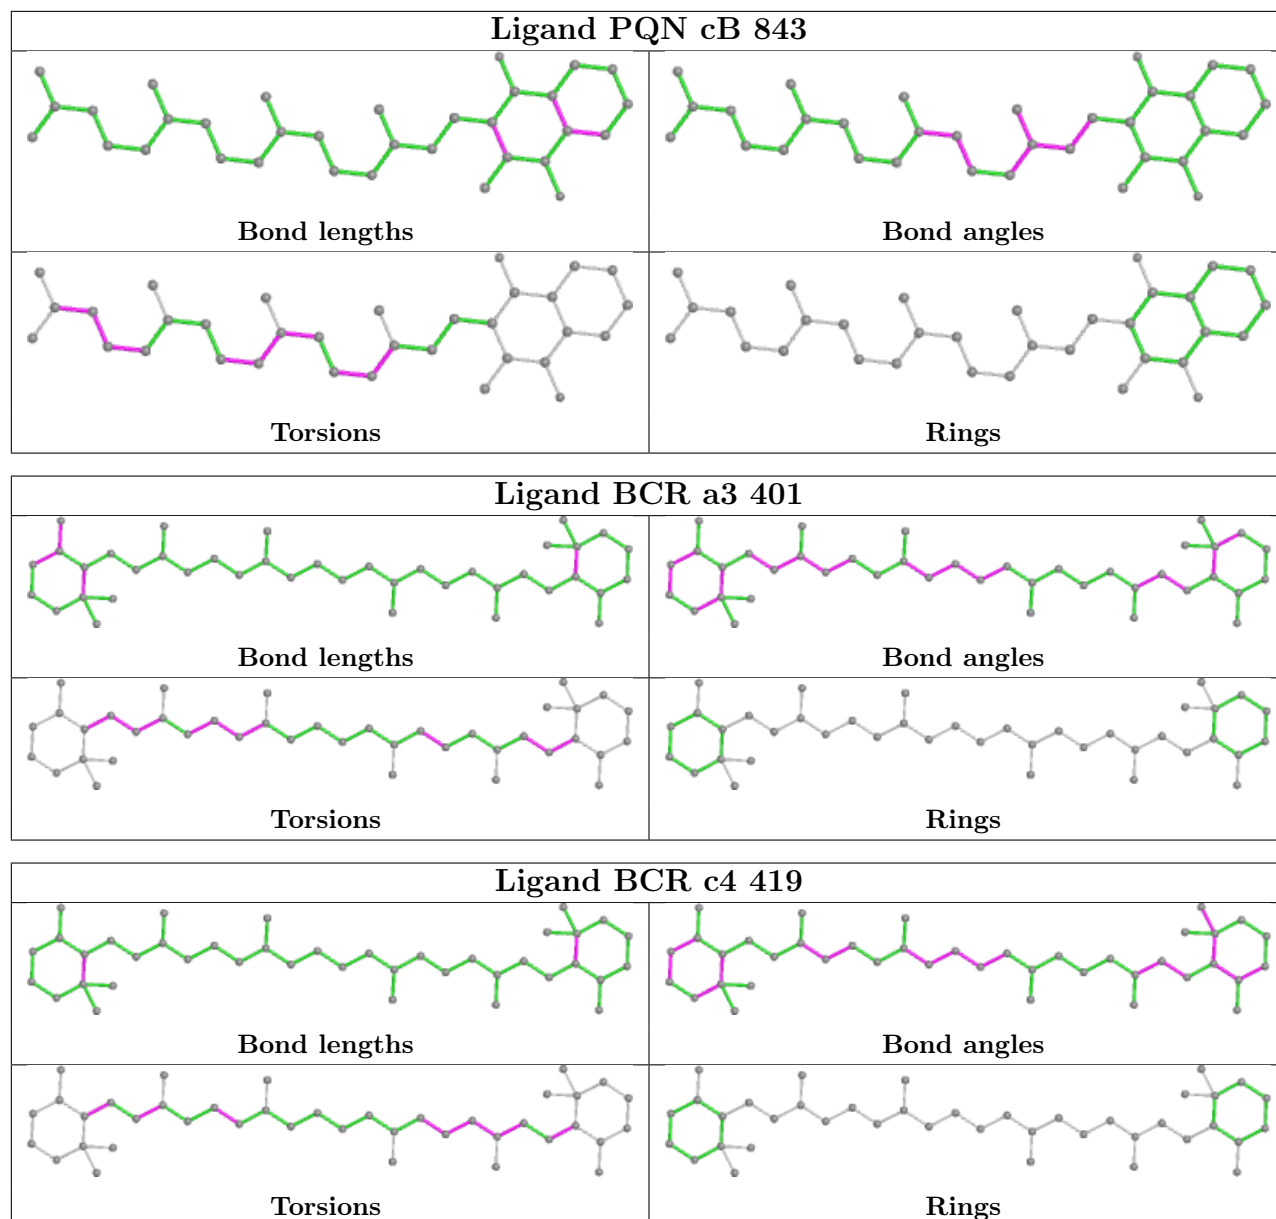 Ligand PQN cB 843
Bond lengths
Bond angles
Torsions
Rings
Ligand BCR a3 401
Bond lengths
Bond angles
Torsions
Rings
Ligand BCR c4 419
Bond lengths
Bond angles
Torsions
Rings